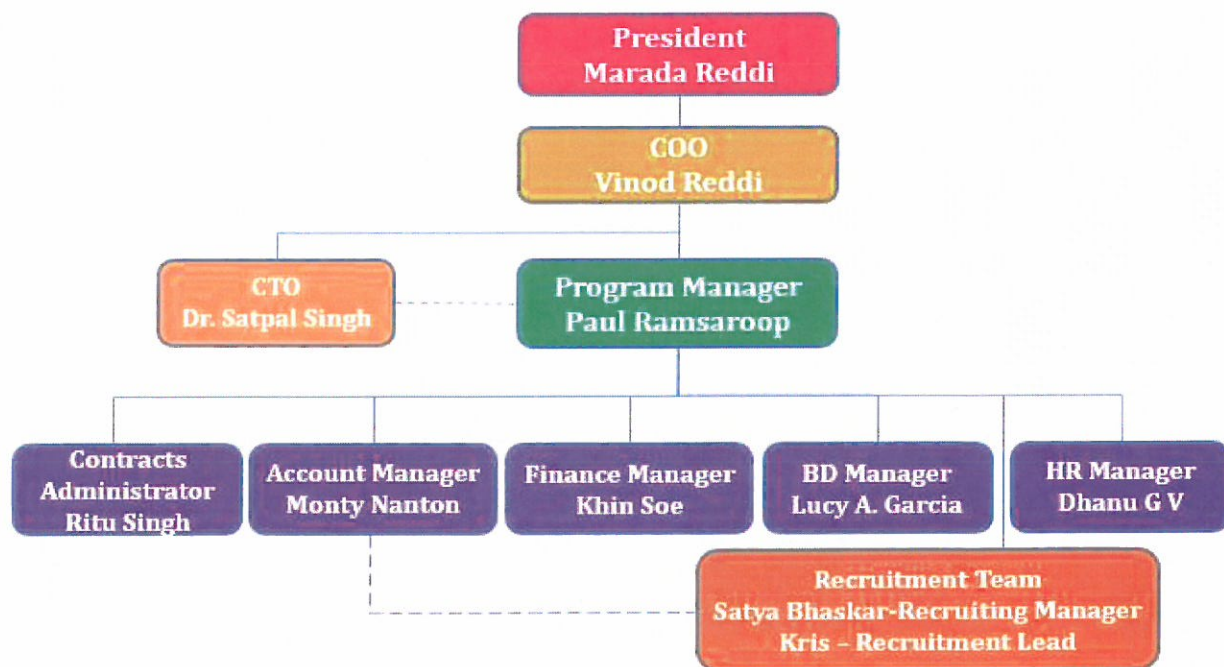 President
Marada Reddi
COO
Vinod Reddi
CTO
Dr. Satpal Singh
Program Manager
Paul Ramsaroop
Contracts
Administrator
Ritu Singh
Account Manager
Monty Nanton
Finance Manager
Khin Soe
BD Manager
Lucy A. Garcia
HR Manager
Dhanu G V
Recruitment Team
Satya Bhaskar-Recruiting Manager
Kris – Recruitment Lead